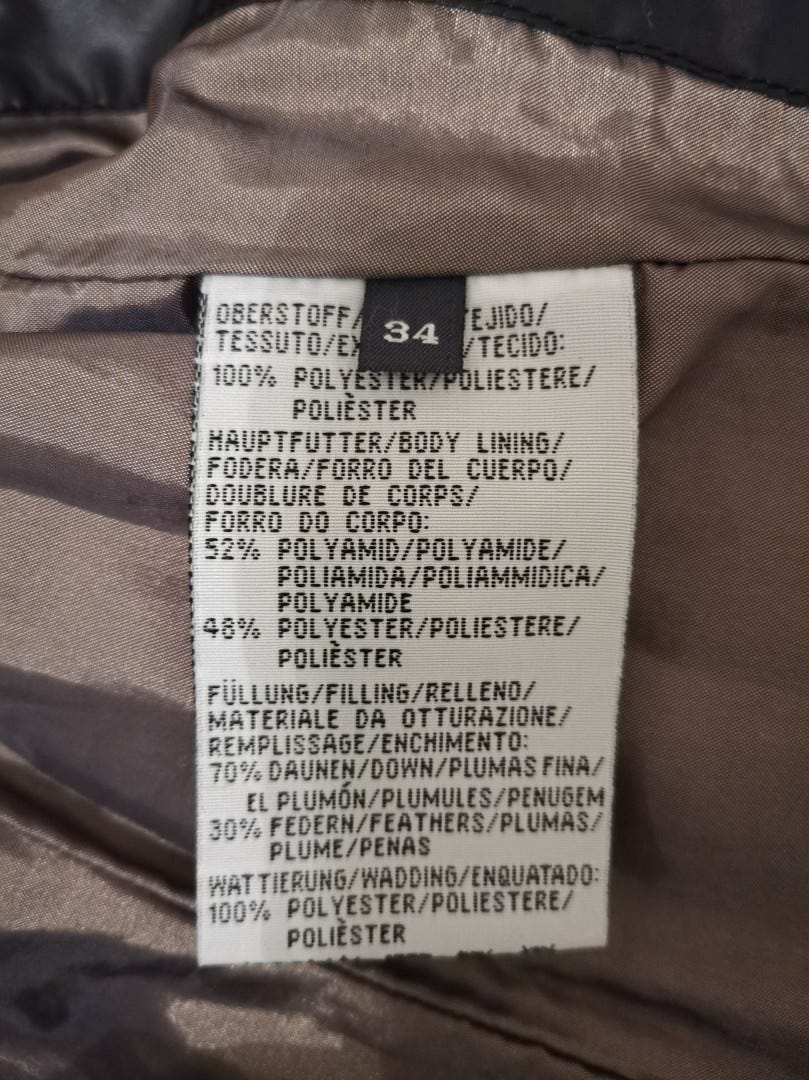 34
OBERSTOFF/ TEJIDO/
TESSUTO/ /TECIDO:
100% POLYESTER/POLIESTERE/
POLIÈSTER
HAUPTFUTTER/BODY LINING/
FODERA/FORRO DEL CUERPO/
DOUBLURE DE CORPS/
FORRO DO CORPO:
52% POLYAMID/POLYAMIDE/
POLIAMIDA/POLIAMMIDICA/
POLYAMIDE
48% POLYESTER/POLIESTERE/
POLIÈSTER
FÜLLUNG/FILLING/RELLENO/
MATERIALE DA OTTURAZIONE/
REMPLISSAGE/ENCHIMENTO:
70% DAUNEN/DOWN/PLUMAS FINA/
EL PLUMÓN/PLUMULES/PENUGEM
30% FEDERN/FEATHERS/PLUMAS/
PLUME/PENAS
WATTIERUNG/WADDING/ENQUATADO:
100% POLYESTER/POLIESTERE/
POLIÈSTER